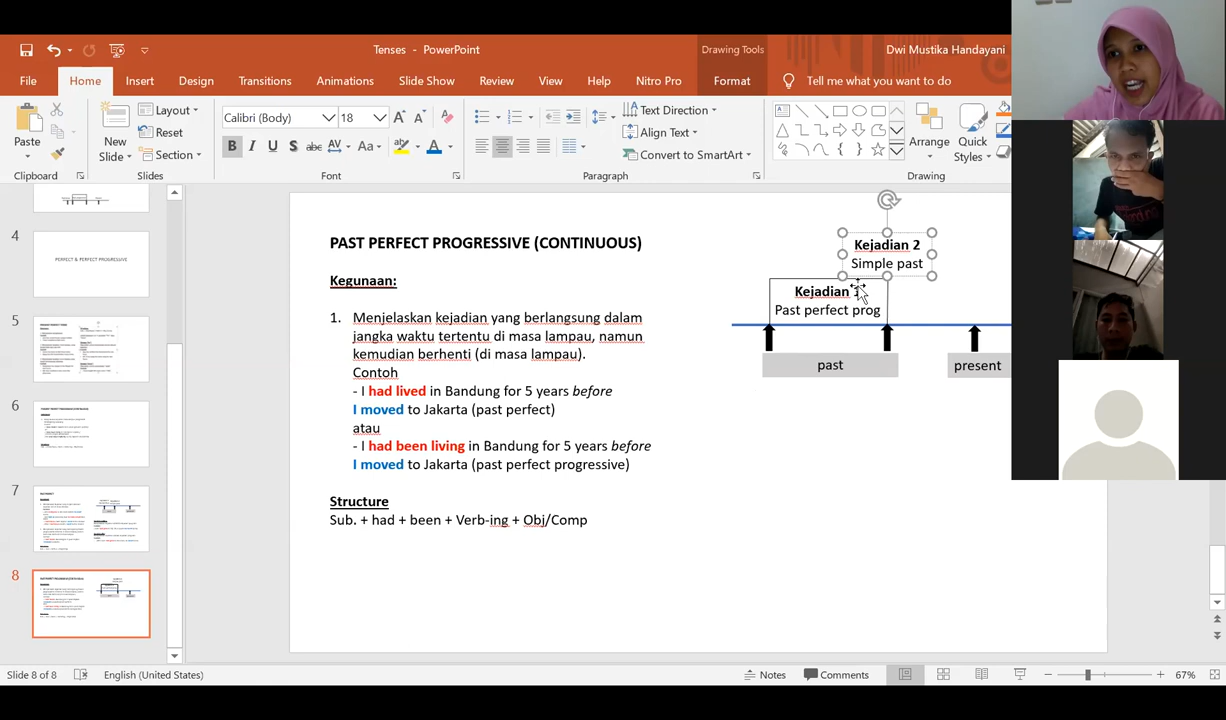 Tenses - PowerPoint
Drawing Tools
Dwi Mustika Handayani
File
Home
Insert
Design
Transitions
Animations
Slide Show
Review
View
Help
Nitro Pro
Format
Tell me what you want to do
Paste
Clipboard
New
Slide
Layout
Reset
Section
Slides
Calibri (Body)
18
Font
Text Direction
Align Text
Convert to SmartArt
Paragraph
Arrange
Quick
Styles
Drawing
4
PERFECT & PERFECT PROGRESSIVE
5
6
7
8
PAST PERFECT PROGRESSIVE (CONTINUOUS)
Kegunaan:
1. Menjelaskan kejadian yang berlangsung dalam
jangka waktu tertentu di masa lampau, namun
kemudian berhenti (di masa lampau).
Contoh
- I had lived in Bandung for 5 years before
I moved to Jakarta (past perfect)
atau
- I had been living in Bandung for 5 years before
I moved to Jakarta (past perfect progressive)
Structure
Sub. + had + been + Verb-ing + Obj/Comp
Kejadian 2
Simple past
Kejadian 1
Past perfect prog
past
present
Slide 8 of 8
English (United States)
Notes
Comments
67%